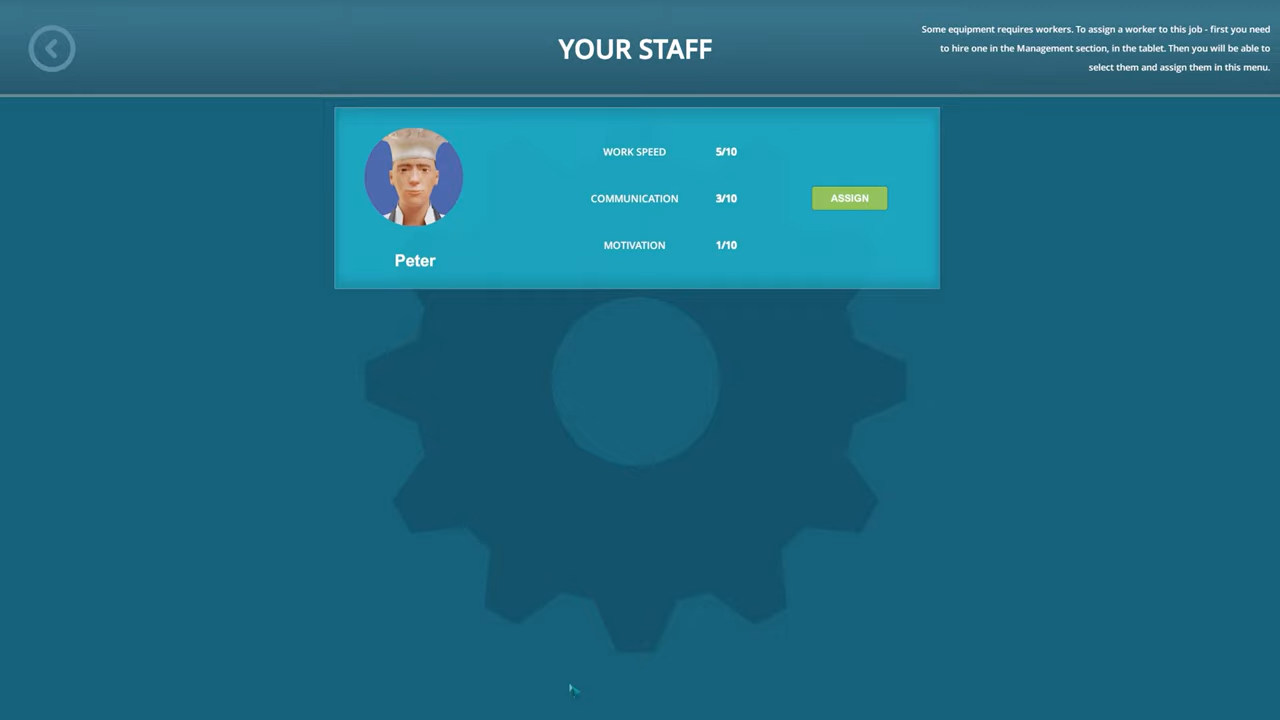 YOUR STAFF
Some equipment requires workers. To assign a worker to this job - first you need
to hire one in the Management section, in the tablet. Then you will be able to
select them and assign them in this menu.
WORK SPEED 5/10
COMMUNICATION 3/10
ASSIGN
MOTIVATION 1/10
Peter